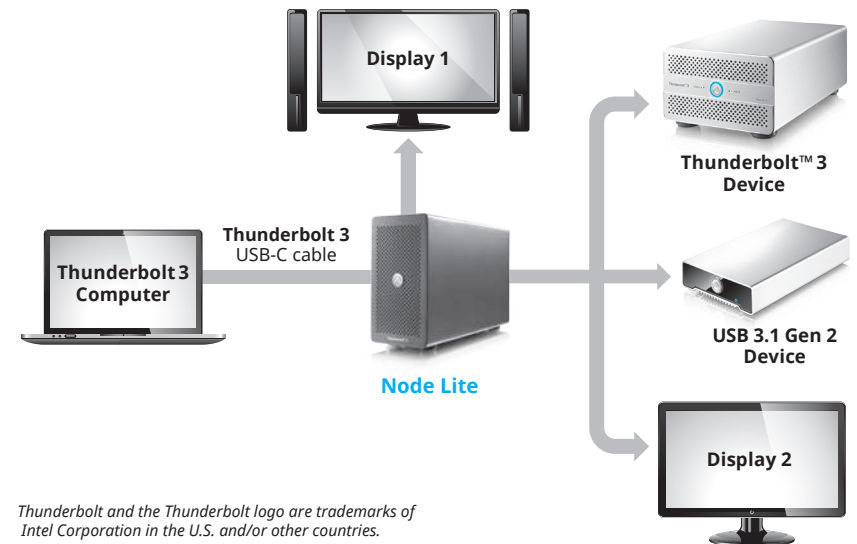 Display 1
Thunderbolt™ 3
Device
Thunderbolt 3
USB-C cable
Thunderbolt 3
Computer
Node Lite
USB 3.1 Gen 2
Device
Display 2
Thunderbolt and the Thunderbolt logo are trademarks of
Intel Corporation in the U.S. and/or other countries.